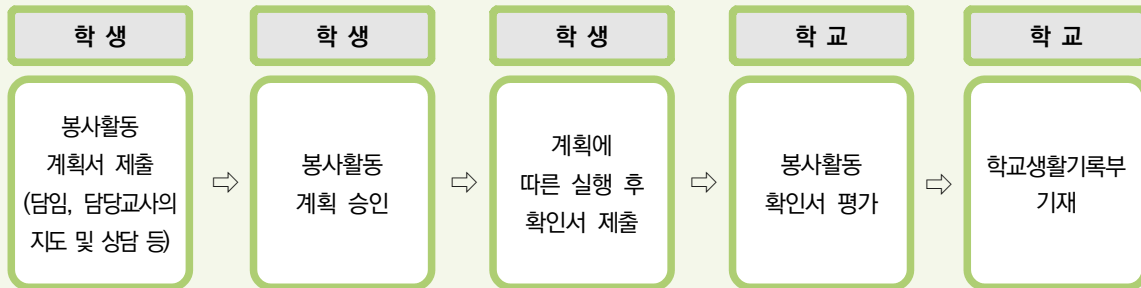 학 생
봉사활동
계획서 제출
(담임, 담당교사의
지도 및 상담 등)
⇨
학 생
봉사활동
계획 승인
⇨
학 생
계획에
따른 실행 후
확인서 제출
⇨
학 교
봉사활동
확인서 평가
⇨
학 교
학교생활기록부
기재